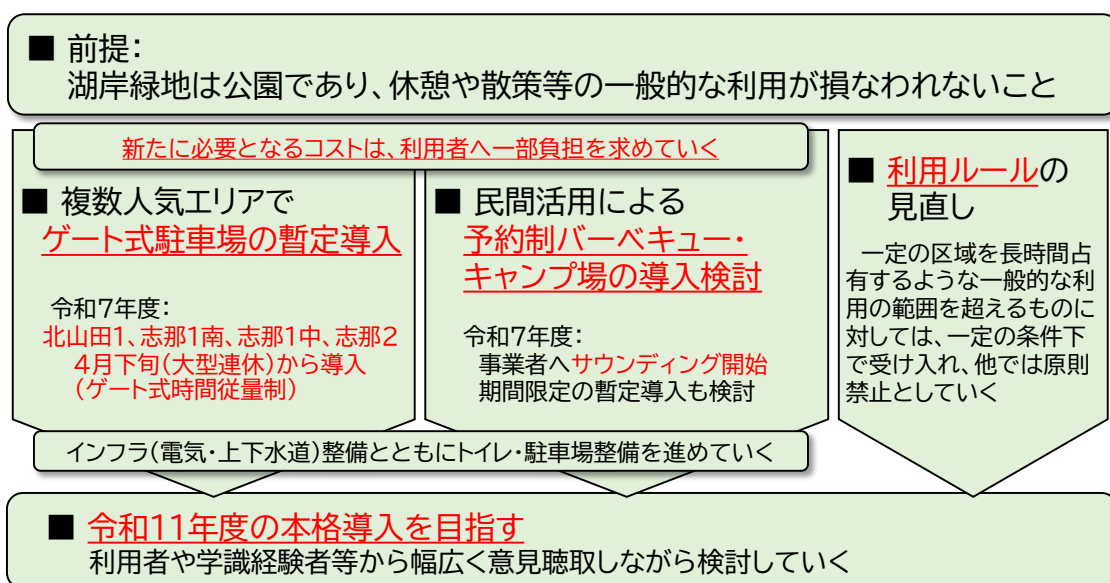 ■ 前提：
湖岸緑地は公園であり、休憩や散策等の一般的な利用が損なわれないこと
新たに必要となるコストは、利用者へ一部負担を求めていく
■ 複数人気エリアで
ゲート式駐車場の暫定導入
令和7年度：
北山田1、志那1南、志那1中、志那2
4月下旬(大型連休)から導入
(ゲート式時間従量制)
■ 民間活用による
予約制バーベキュー・
キャンプ場の導入検討
令和7年度：
事業者へサウンディング開始
期間限定の暫定導入も検討
■ 利用ルールの
見直し
一定の区域を長時間占
有するような一般的な利
用の範囲を超えるものに
対しては、一定の条件下
で受け入れ、他では原則
禁止としていく
インフラ(電気・上下水道)整備とともにトイレ・駐車場整備を進めていく
■ 令和11年度の本格導入を目指す
利用者や学識経験者等から幅広く意見聴取しながら検討していく